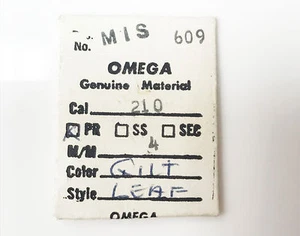 No. MIS 609
OMEGA
Genuine Material
Cal. 210
☒ PR ☐ SS ☐ SEC
M/M 4
Color GILT
Style LEAF
OMEGA